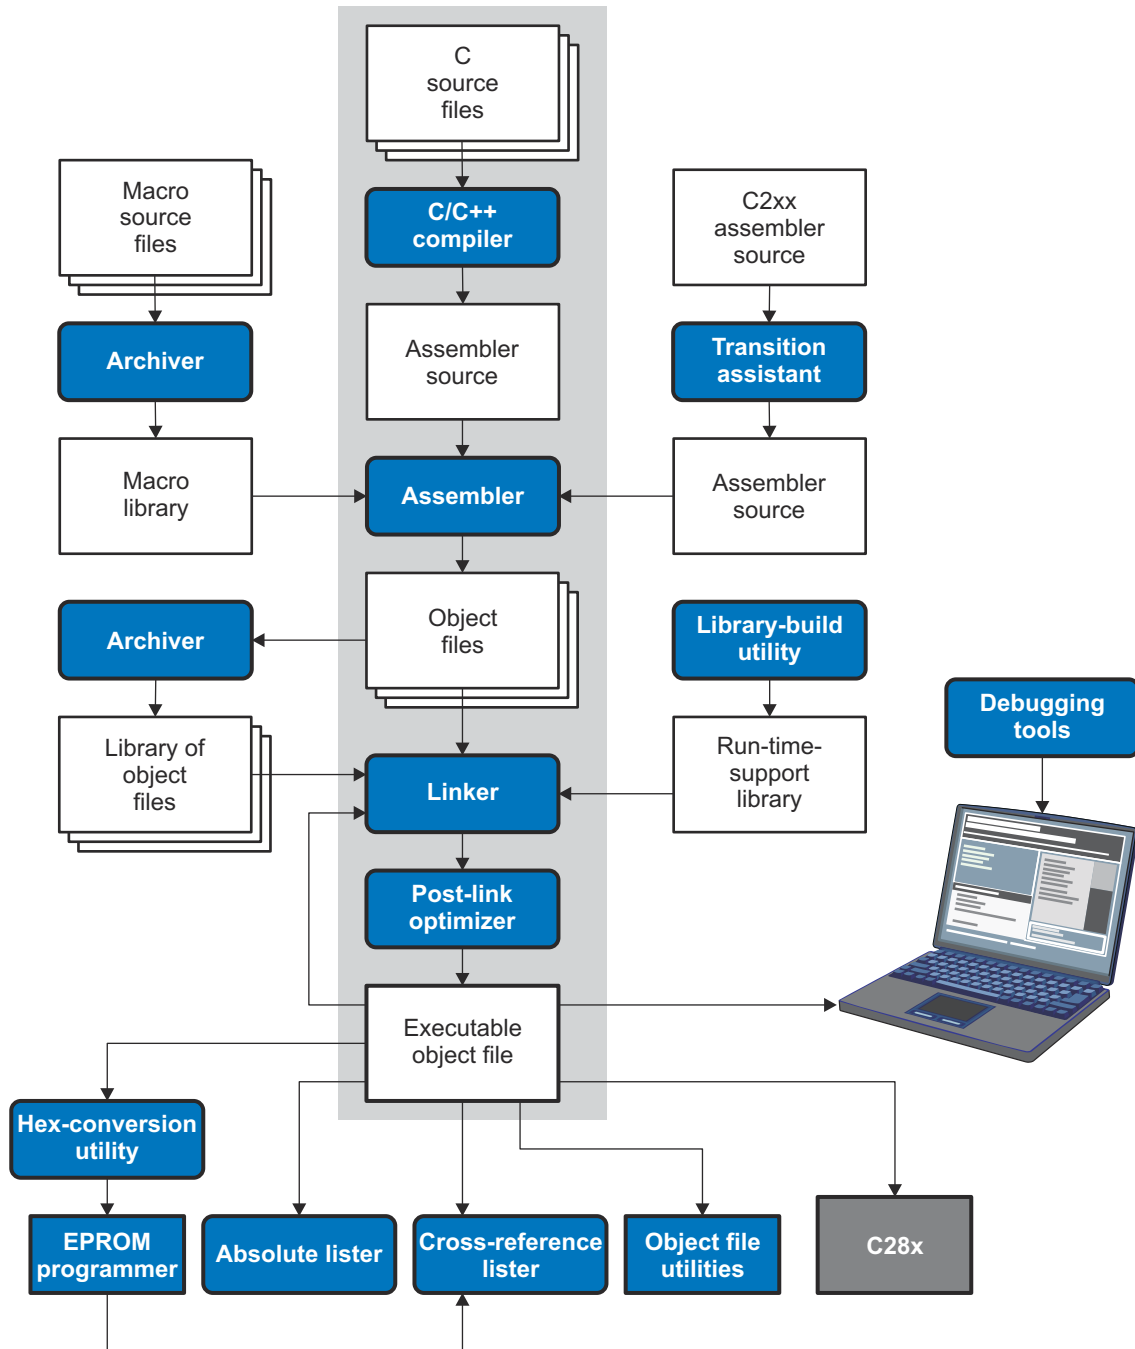 C
source
files
Macro
source
files
C/C++
compiler
C2xx
assembler
source
Archiver
Assembler
source
Transition
assistant
Macro
library
Assembler
Assembler
source
Archiver
Object
files
Library-build
utility
Library of
object
files
Linker
Run-time-
support
library
Debugging
tools
Post-link
optimizer
Executable
object file
Hex-conversion
utility
EPROM
programmer
Absolute lister
Cross-reference
lister
Object file
utilities
C28x